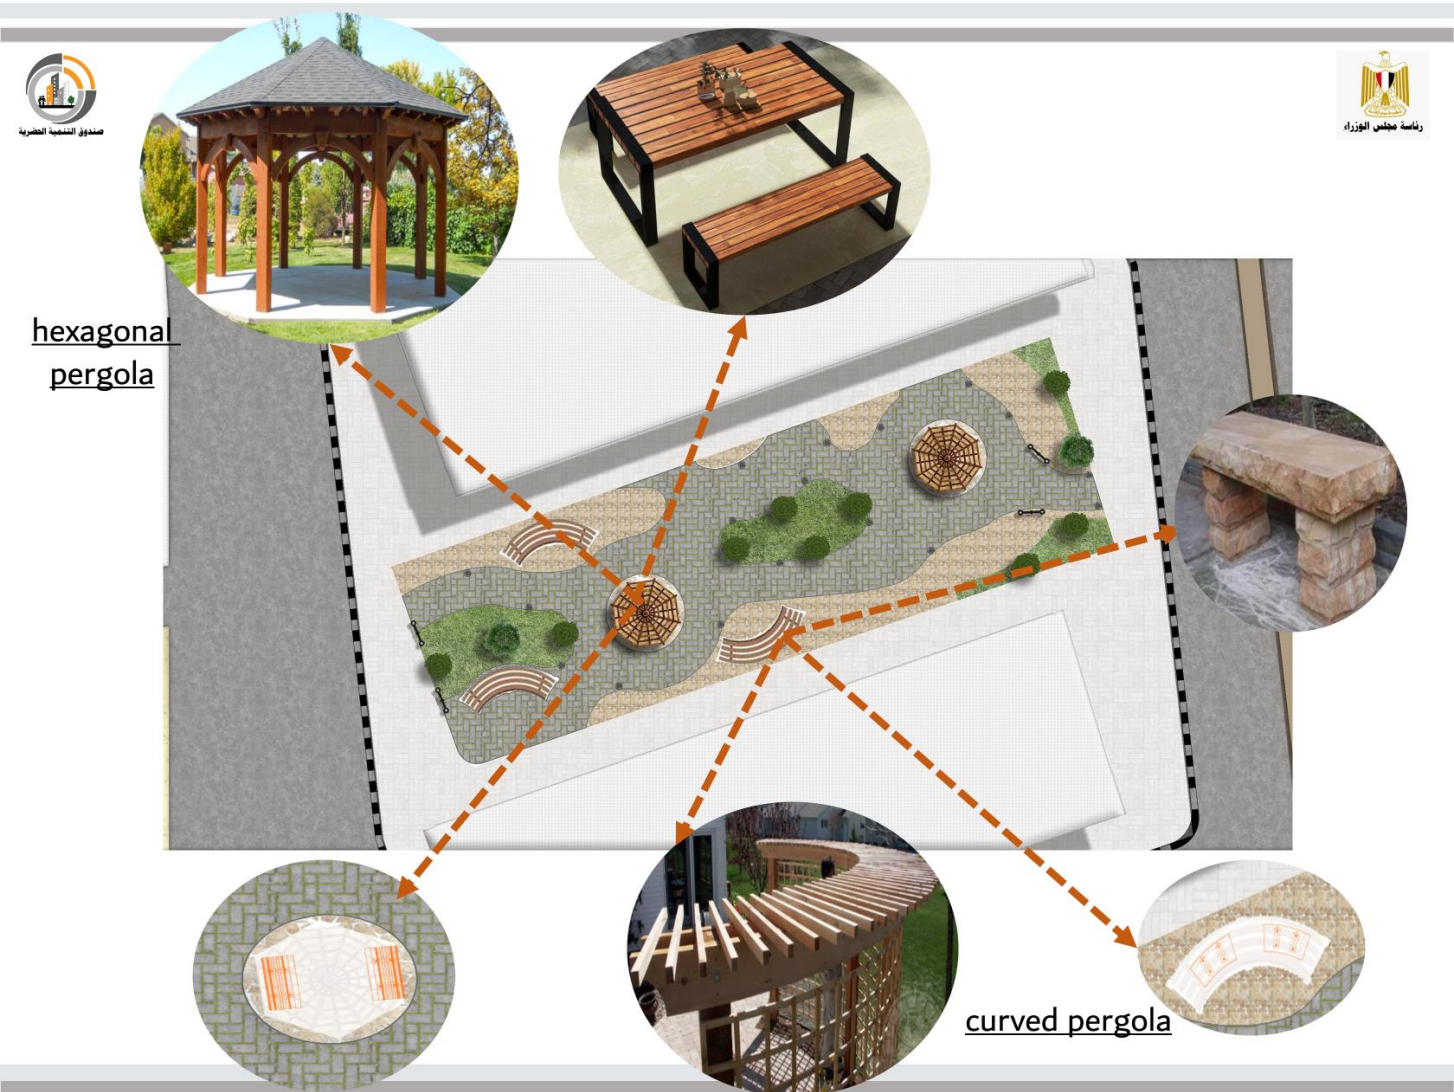 صندوق التنمية الحضرية
رئاسة مجلس الوزراء
hexagonal
pergola
curved pergola